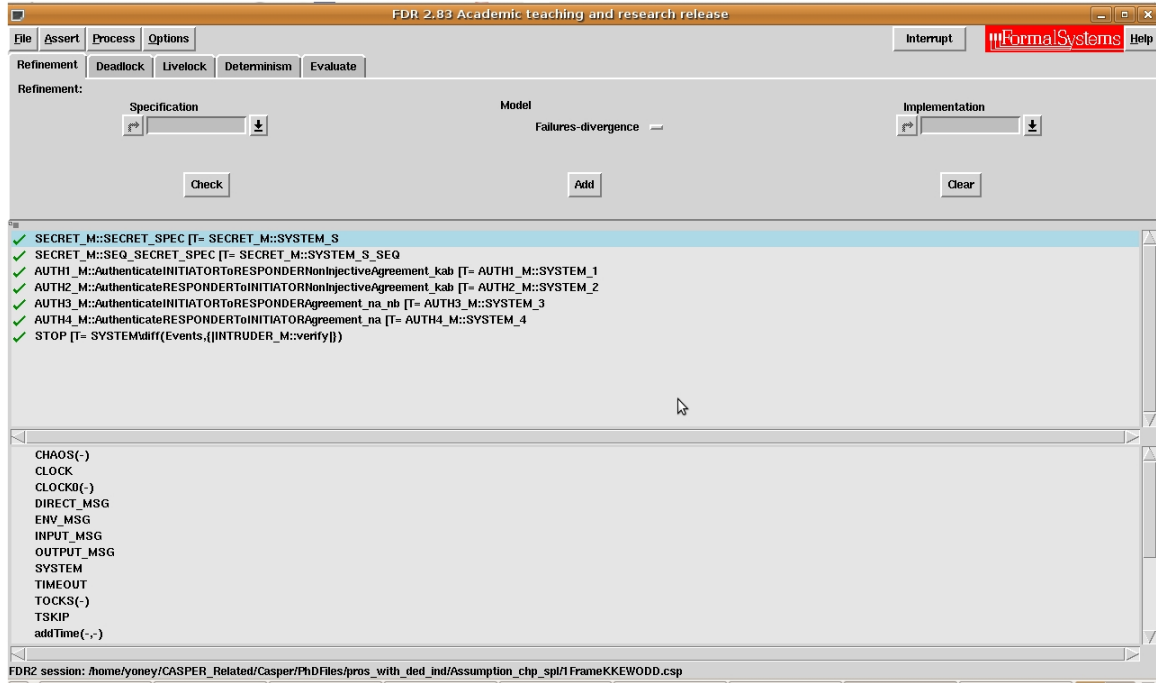 FDR 2.83 Academic teaching and research release
File Assert Process Options Interrupt FormalSystems Help
Refinement Deadlock Livelock Determinism Evaluate
Refinement:
Specification Model Implementation
Failures-divergence
Check Add Clear
SECRET_M::SECRET_SPEC [T= SECRET_M::SYSTEM_S
SECRET_M::SEQ_SECRET_SPEC [T= SECRET_M::SYSTEM_S_SEQ
AUTH1_M::AuthenticateINITIATORToRESPONDERNonInjectiveAgreement_kab [T= AUTH1_M::SYSTEM_1
AUTH2_M::AuthenticateRESPONDERToINITIATORNonInjectiveAgreement_kab [T= AUTH2_M::SYSTEM_2
AUTH3_M::AuthenticateINITIATORToRESPONDERAgreement_na_nb [T= AUTH3_M::SYSTEM_3
AUTH4_M::AuthenticateRESPONDERToINITIATORAgreement_na [T= AUTH4_M::SYSTEM_4
STOP [T= SYSTEM\diff(Events,{|INTRUDER_M::verify|})
CHAOS(-)
CLOCK
CLOCK0(-)
DIRECT_MSG
ENV_MSG
INPUT_MSG
OUTPUT_MSG
SYSTEM
TIMEOUT
TOCKS(-)
TSKIP
addTime(-,-)
FDR2 session: /home/yoney/CASPER_Related/Casper/PhDFiles/pros_with_ded_ind/Assumption_chp_spl/1FrameKKEWODD.csp